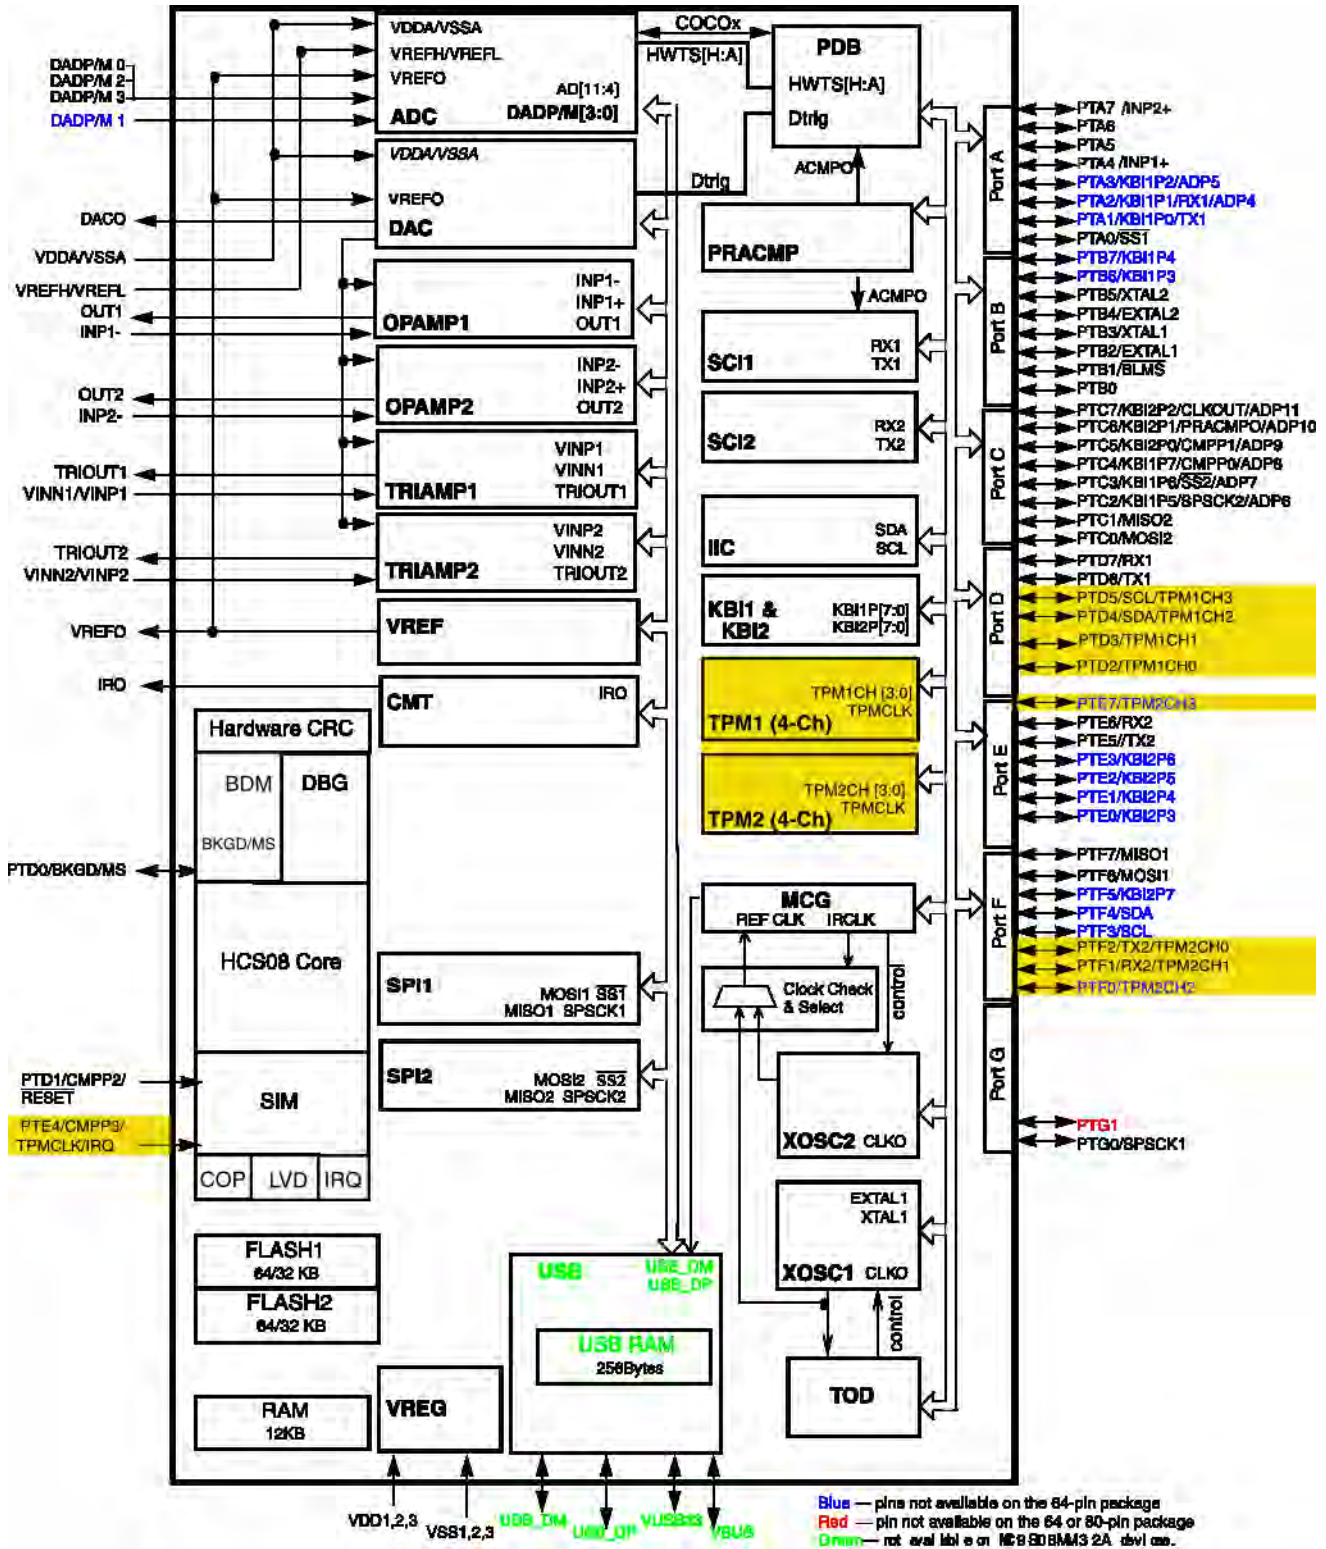 VDDA/VSSA
VREFH/VREFL
VREFO
AD[11:4]
DADP/M[3:0]
ADC
DADP/M 0
DADP/M 2
DADP/M 3
DADP/M 1
COCOx
HWTS[H:A]
PDB
HWTS[H:A]
Dtrig
VDDA/VSSA
VREFO
DAC
Dtrig
ACMPO
PRACMP
ACMPO
DACO
VDDA/VSSA
VREFH/VREFL
OUT1
INP1-
INP1-
INP1+
OUT1
OPAMP1
OUT2
INP2-
INP2-
INP2+
OUT2
OPAMP2
TRIOUT1
VINN1/VINP1
VINP1
VINN1
TRIOUT1
TRIAMP1
TRIOUT2
VINN2/VINP2
VINP2
VINN2
TRIOUT2
TRIAMP2
VREFO
VREF
IRO
IRO
CMT
RX1
TX1
SCI1
RX2
TX2
SCI2
SDA
SCL
IIC
KBI1 &
KBI2
KBI1P[7:0]
KBI2P[7:0]
TPM1CH [3:0]
TPMCLK
TPM1 (4-Ch)
TPM2CH [3:0]
TPMCLK
TPM2 (4-Ch)
Port A
PTA7 /INP2+
PTA6
PTA5
PTA4 /INP1+
PTA3/KBI1P2/ADP5
PTA2/KBI1P1/RX1/ADP4
PTA1/KBI1P0/TX1
PTA0/SS1
Port B
PTB7/KBI1P4
PTB6/KBI1P3
PTB5/XTAL2
PTB4/EXTAL2
PTB3/XTAL1
PTB2/EXTAL1
PTB1/BLMS
PTB0
Port C
PTC7/KBI2P2/CLKOUT/ADP11
PTC6/KBI2P1/PRACMPO/ADP10
PTC5/KBI2P0/CMPP1/ADP9
PTC4/KBI1P7/CMPP0/ADP8
PTC3/KBI1P6/SS2/ADP7
PTC2/KBI1P5/SPSCK2/ADP6
PTC1/MISO2
PTC0/MOSI2
Port D
PTD7/RX1
PTD6/TX1
PTD5/SCL/TPM1CH3
PTD4/SDA/TPM1CH2
PTD3/TPM1CH1
PTD2/TPM1CH0
Port E
PTE7/TPM2CH3
PTE6/RX2
PTE5//TX2
PTE3/KBI2P6
PTE2/KBI2P5
PTE1/KBI2P4
PTE0/KBI2P3
Port F
PTF7/MISO1
PTF6/MOSI1
PTF5/KBI2P7
PTF4/SDA
PTF3/SCL
PTF2/TX2/TPM2CH0
PTF1/RX2/TPM2CH1
PTF0/TPM2CH2
Port G
PTG1
PTG0/SPSCK1
Hardware CRC
BDM
DBG
BKGD/MS
PTD0/BKGD/MS
HCS08 Core
PTD1/CMPP2/
RESET
PTE4/CMPP3/
TPMCLK/IRQ
SIM
COP
LVD
IRQ
FLASH1
64/32 KB
FLASH2
64/32 KB
RAM
12KB
SPI1
MOSI1 SS1
MISO1 SPSCK1
SPI2
MOSI2 SS2
MISO2 SPSCK2
MCG
REF CLK IRCLK
Clock Check
& Select
control
XOSC2 CLKO
EXTAL1
XTAL1
XOSC1 CLKO
control
TOD
USB
USB_DM
USB_DP
USB RAM
256Bytes
VREG
VDD1,2,3
VSS1,2,3
USB_DM
USB_DP
VUSB33
VBUS
Blue — pins not available on the 64-pin package
Red — pin not available on the 64 or 80-pin package
Green — not available on MC9S08MM32A devices.